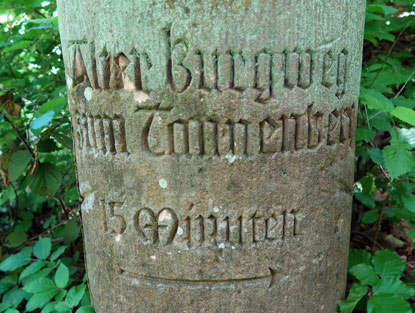 Alter Burgweg
zum Tannenberg
15 Minuten